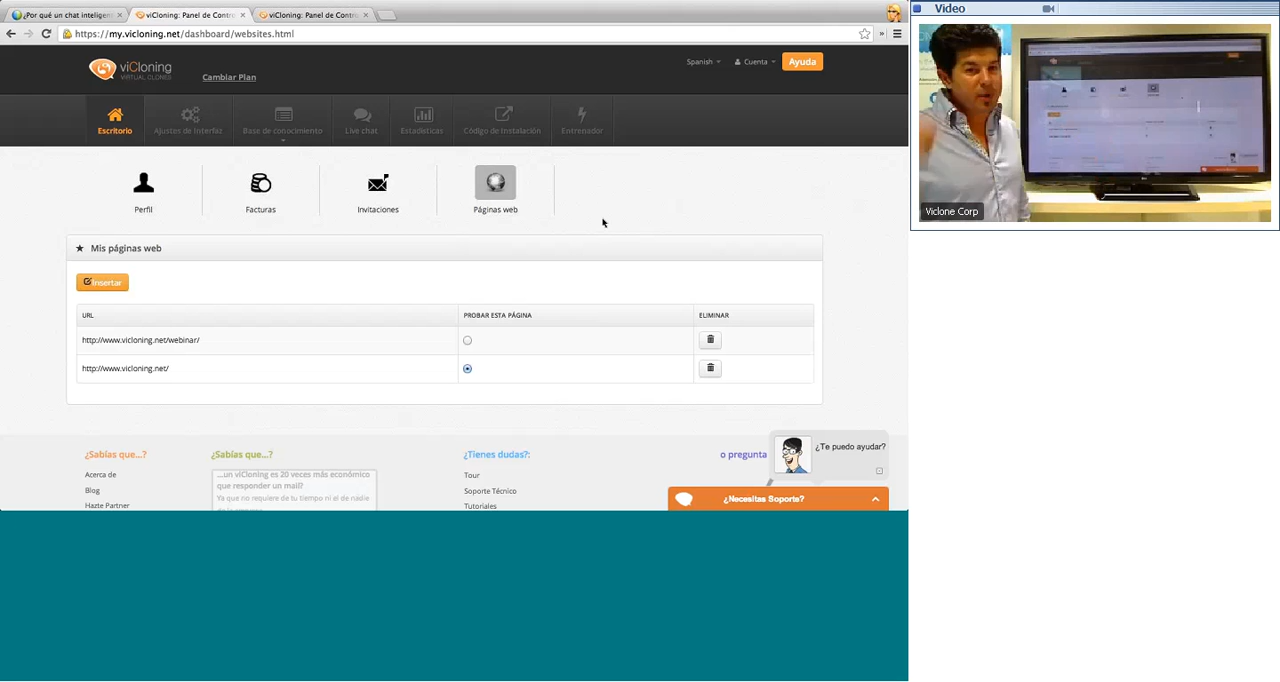 ¿Por qué un chat inteligen
viCloning: Panel de Contr
viCloning: Panel de Contr
Video
https://my.vicloning.net/dashboard/websites.html
viCloning
VIRTUAL CLONES
Cambiar Plan
Spanish
Cuenta
Ayuda
Escritorio
Ajustes de Interfaz
Base de conocimiento
Live chat
Estadísticas
Código de Instalación
Entrenador
Perfil
Facturas
Invitaciones
Páginas web
Viclone Corp
Mis páginas web
Insertar
URL
PROBAR ESTA PÁGINA
ELIMINAR
http://www.vicloning.net/webinar/
http://www.vicloning.net/
¿Sabías que...?
¿Sabías que...?
¿Tienes dudas?:
o pregunta
¿Te puedo ayudar?
Acerca de
Blog
Hazte Partner
...un viCloning es 20 veces más económico
que responder un mail?
Ya que no requiere de tu tiempo ni el de nadie
Tour
Soporte Técnico
Tutoriales
¿Necesitas Soporte?